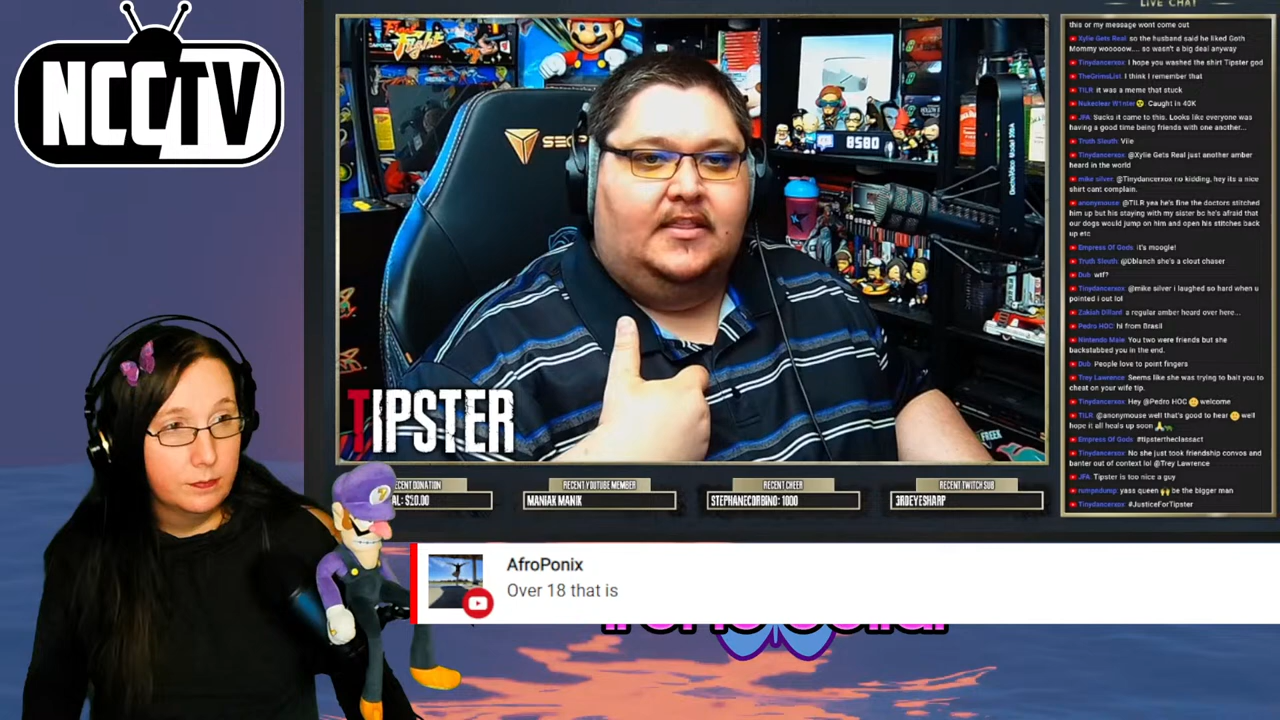 NCCTV
LIVE CHAT
this or my message wont come out
Xylie Gets Real so the husband said he liked Goth
Mommy wooooow.... so wasn't a big deal anyway
Tinydancerxox I hope you washed the shirt Tipster god
TheGrimsList I think I remember that
TILR it was a meme that stuck
Nukeclear W1nter Caught in 40K
JFA Sucks it came to this. Looks like everyone was
having a good time being friends with one another...
Truth Sleuth Vile
Tinydancerxox @Xylie Gets Real just another amber
heard in the world
mike silver @Tinydancerxox no kidding, hey its a nice
shirt cant complain.
anonymouse @TILR yea he's fine the doctors stitched
him up but his staying with my sister bc he's afraid that
our dogs would jump on him and open his stitches back
up etc
Empress Of Gods it's moogle!
Truth Sleuth @Dblanch she's a clout chaser
Dub wtf?
Tinydancerxox @mike silver i laughed so hard when u
pointed i out lol
Zakiah Dillard a regular amber heard over here...
Pedro HOC hi from Brasil
Nintendo Male You two were friends but she
backstabbed you in the end.
Dub People love to point fingers
Trey Lawrence Seems like she was trying to bait you to
cheat on your wife tip.
Tinydancerxox Hey @Pedro HOC welcome
TILR @anonymouse well that's good to hear well
hope it all heals up soon
Empress Of Gods #tipstertheclassact
Tinydancerxox No she just took friendship convos and
banter out of context lol @Trey Lawrence
JFA Tipster is too nice a guy
rumpdump yass queen be the bigger man
Tinydancerxox #JusticeForTipster
Final Fight
SEC
8580
TIPSTER
RECENT DONATION
AL: $20.00
RECENT YOUTUBE MEMBER
MANIAK MANIK
RECENT CHEER
STEPHANECORBINO: 1000
RECENT TWITCH SUB
3RDEYESHARP
AfroPonix
Over 18 that is